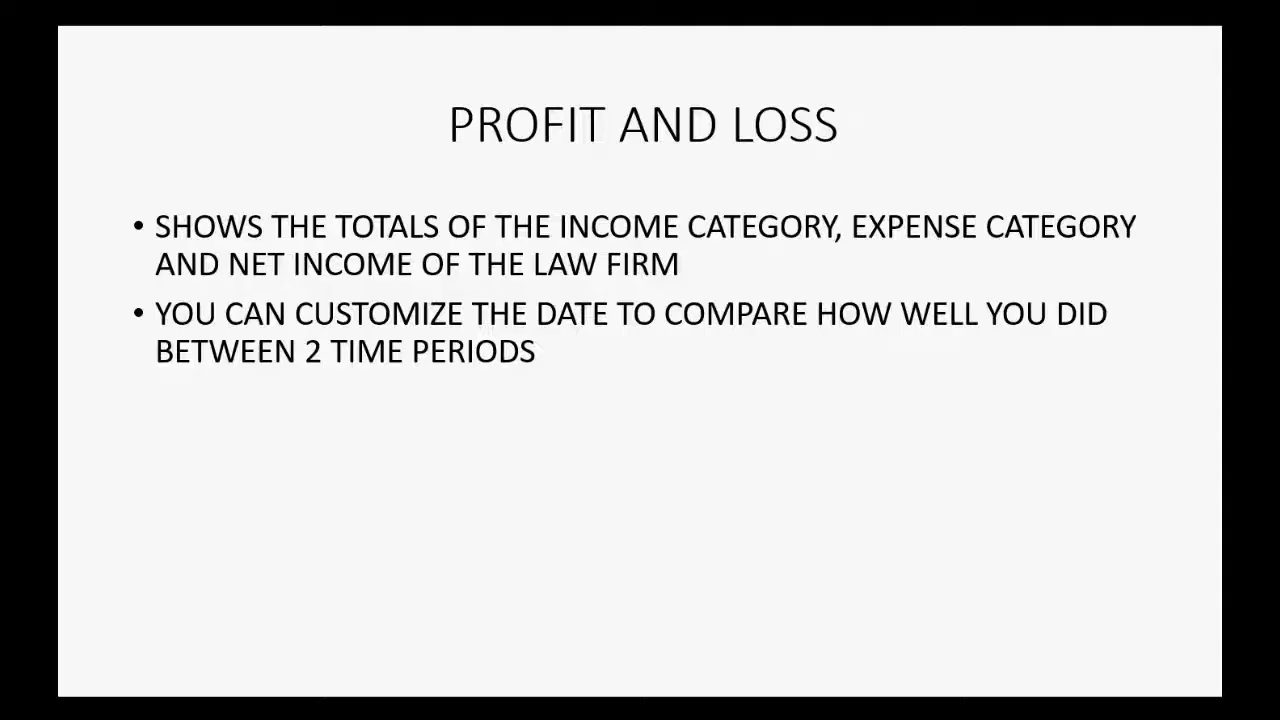 PROFIT AND LOSS
• SHOWS THE TOTALS OF THE INCOME CATEGORY, EXPENSE CATEGORY
AND NET INCOME OF THE LAW FIRM
• YOU CAN CUSTOMIZE THE DATE TO COMPARE HOW WELL YOU DID
BETWEEN 2 TIME PERIODS